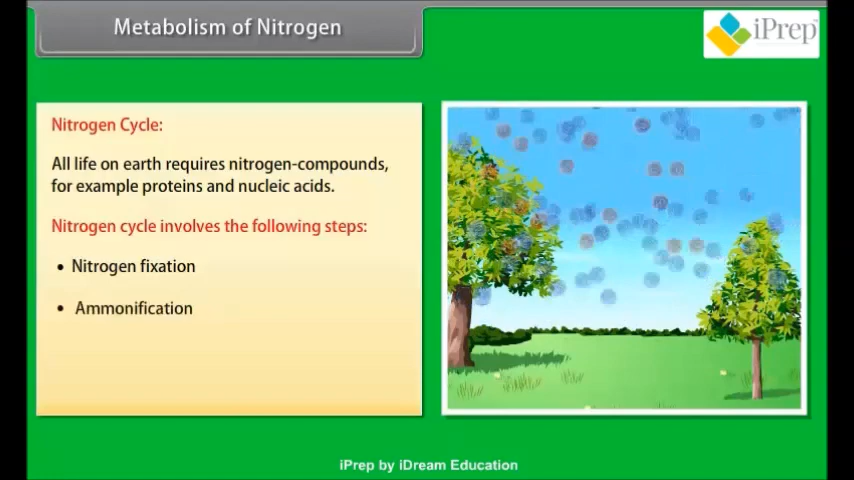 Metabolism of Nitrogen
iPrep
Nitrogen Cycle:
All life on earth requires nitrogen-compounds,
for example proteins and nucleic acids.
Nitrogen cycle involves the following steps:
• Nitrogen fixation
• Ammonification
iPrep by iDream Education